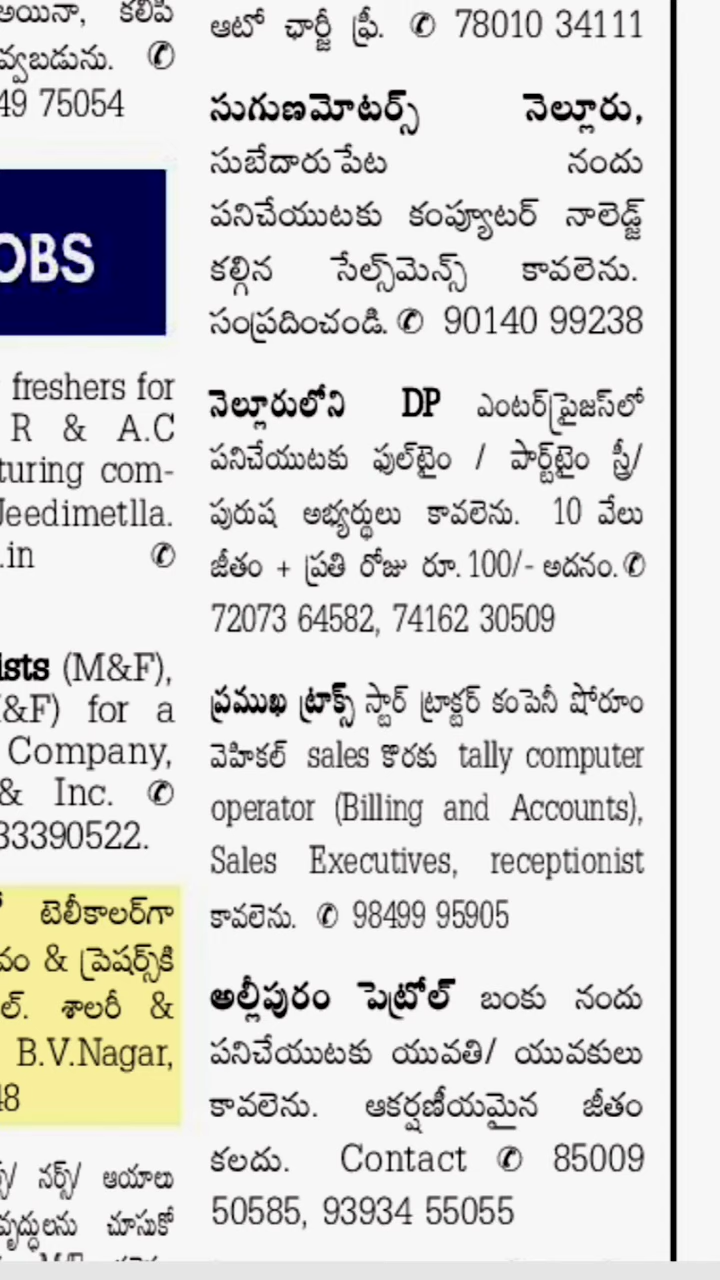 అయినా, కలిపి
వ్వబడును. ✆
49 75054
OBS
freshers for
R & A.C
turing com-
Jeedimetlla.
.in ✆
ists (M&F),
&F) for a
Company,
& Inc. ✆
33390522.
టెలీకాలర్‌గా
వం & ఫ్రెషర్స్‌కి
ల్. శాలరీ &
B.V.Nagar,
48
నర్స్/ ఆయాలు
వృద్ధులను చూసుకో
ఆటో ఛార్జీ ఫ్రీ. ✆ 78010 34111
సుగుణమోటర్స్ నెల్లూరు,
సుబేదారుపేట నందు
పనిచేయుటకు కంప్యూటర్ నాలెడ్జ్
కల్గిన సేల్స్‌మెన్స్ కావలెను.
సంప్రదించండి. ✆ 90140 99238
నెల్లూరులోని DP ఎంటర్‌ప్రైజస్‌లో
పనిచేయుటకు ఫుల్‌టైం / పార్ట్‌టైం స్త్రీ/
పురుష అభ్యర్థులు కావలెను. 10 వేలు
జీతం + ప్రతి రోజు రూ. 100/- అదనం. ✆
72073 64582, 74162 30509
ప్రముఖ ట్రాక్స్ స్టార్ ట్రాక్టర్ కంపెనీ షోరూం
వెహికల్ sales కొరకు tally computer
operator (Billing and Accounts),
Sales Executives, receptionist
కావలెను. ✆ 98499 95905
అల్లీపురం పెట్రోల్ బంకు నందు
పనిచేయుటకు యువతి/ యువకులు
కావలెను. ఆకర్షణీయమైన జీతం
కలదు. Contact ✆ 85009
50585, 93934 55055